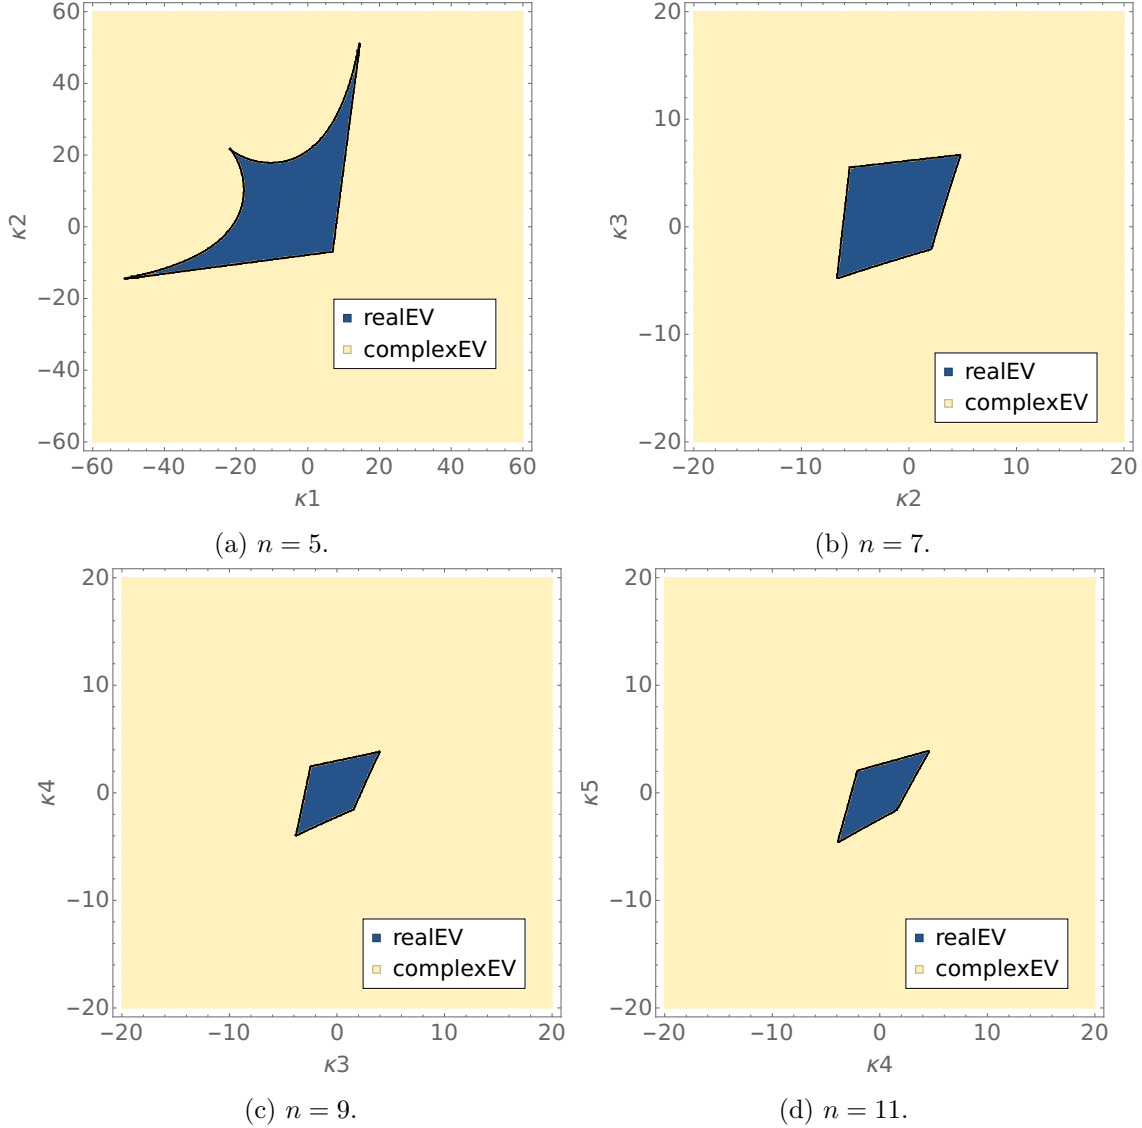 60
40
20
0
−20
−40
−60
κ2
−60 −40 −20 0 20 40 60
κ1
realEV
complexEV
(a) n = 5.
20
10
0
−10
−20
κ3
−20 −10 0 10 20
κ2
realEV
complexEV
(b) n = 7.
20
10
0
−10
−20
κ4
−20 −10 0 10 20
κ3
realEV
complexEV
(c) n = 9.
20
10
0
−10
−20
κ5
−20 −10 0 10 20
κ4
realEV
complexEV
(d) n = 11.